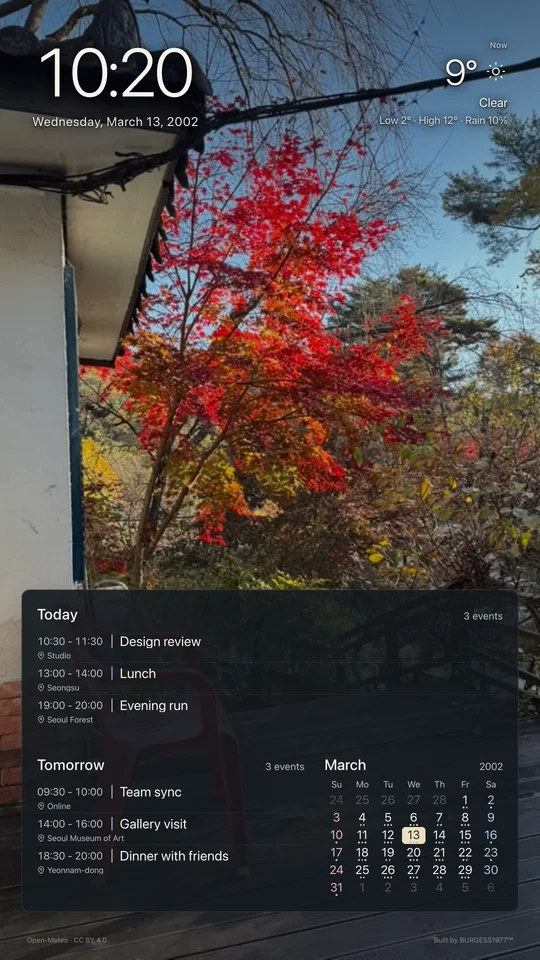 10:20
Wednesday, March 13, 2002
Now
9°
Clear
Low 2° · High 12° · Rain 10%
Today
3 events
10:30 - 11:30 Design review
Studio
13:00 - 14:00 Lunch
Seongsu
19:00 - 20:00 Evening run
Seoul Forest
Tomorrow
3 events
09:30 - 10:00 Team sync
Online
14:00 - 16:00 Gallery visit
Seoul Museum of Art
18:30 - 20:00 Dinner with friends
Yeonnam-dong
March 2002
Su Mo Tu We Th Fr Sa
24 25 26 27 28 1 2
3 4 5 6 7 8 9
10 11 12 13 14 15 16
17 18 19 20 21 22 23
24 25 26 27 28 29 30
31 1 2 3 4 5 6
Open-Meteo · CC BY 4.0
Built by BURGESS1977™